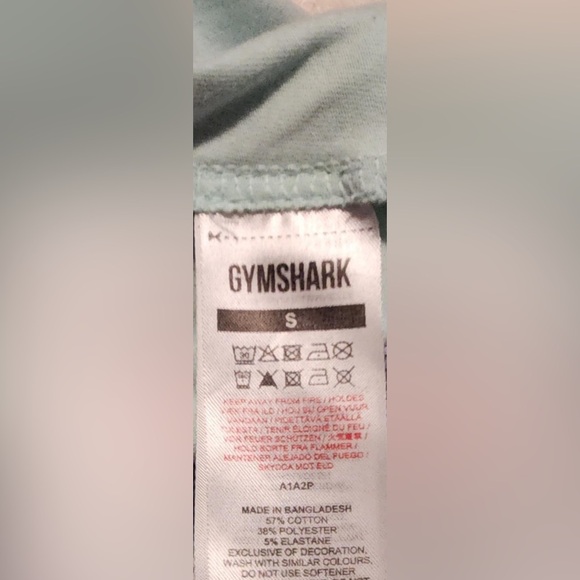 GYMSHARK
S
30
KEEP AWAY FROM FIRE / HOLDES
VÆK FRA ILD / HOU SIJ OPEN VUUR
VANDAAN / PIDETTÄVÄ ETÄÄLLÄ
TULESTA / TENIR ÉLOIGNÉ DU FEU /
VOR FEUER SCHÜTZEN /
HOLD BORTE FRA FLAMMER /
MANTENER ALEJADO DEL FUEGO /
SKYDDA MOT ELD
A1A2P
MADE IN BANGLADESH
57% COTTON
38% POLYESTER
5% ELASTANE
EXCLUSIVE OF DECORATION.
WASH WITH SIMILAR COLOURS.
DO NOT USE SOFTENER